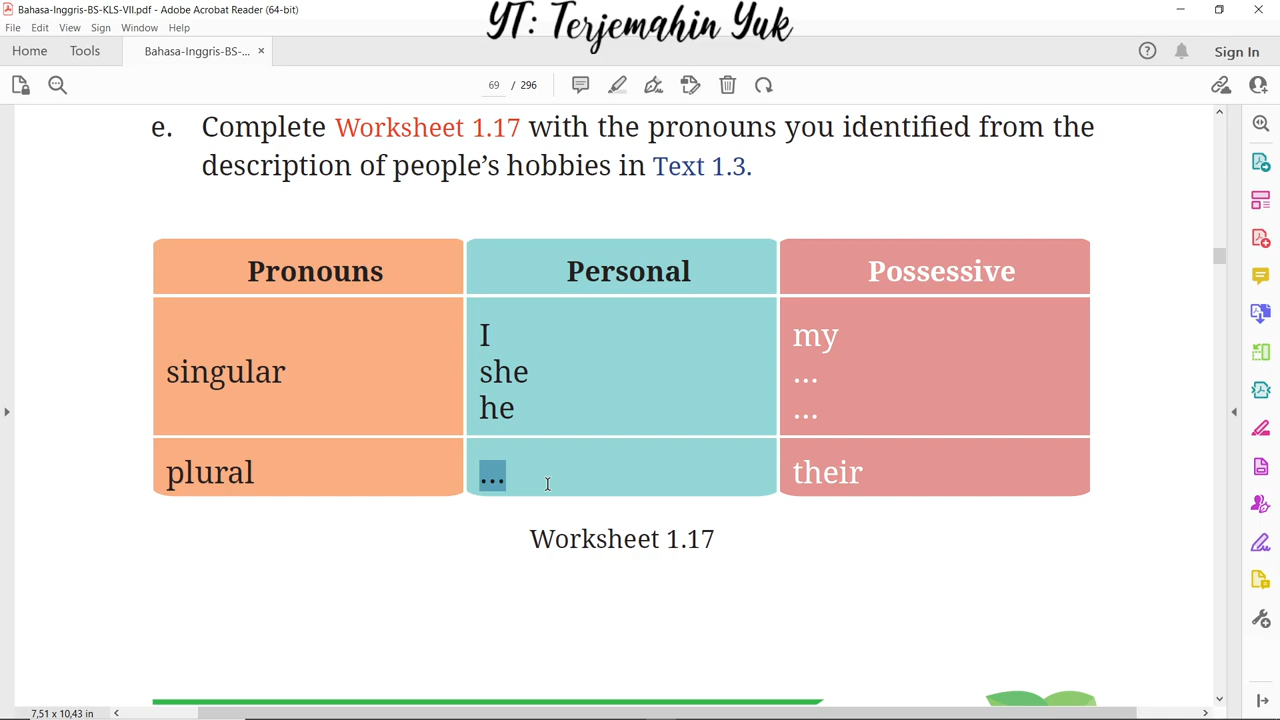 Bahasa-Inggris-BS-KLS-VII.pdf - Adobe Acrobat Reader (64-bit)
YT: Terjemahin Yuk
File Edit View Sign Window Help
Home Tools Bahasa-Inggris-BS-... × Sign In
69 / 296
e. Complete Worksheet 1.17 with the pronouns you identified from the
description of people’s hobbies in Text 1.3.
Pronouns Personal Possessive
singular
I
she
he
my
...
...
plural ... their
Worksheet 1.17
7,51 x 10,43 in